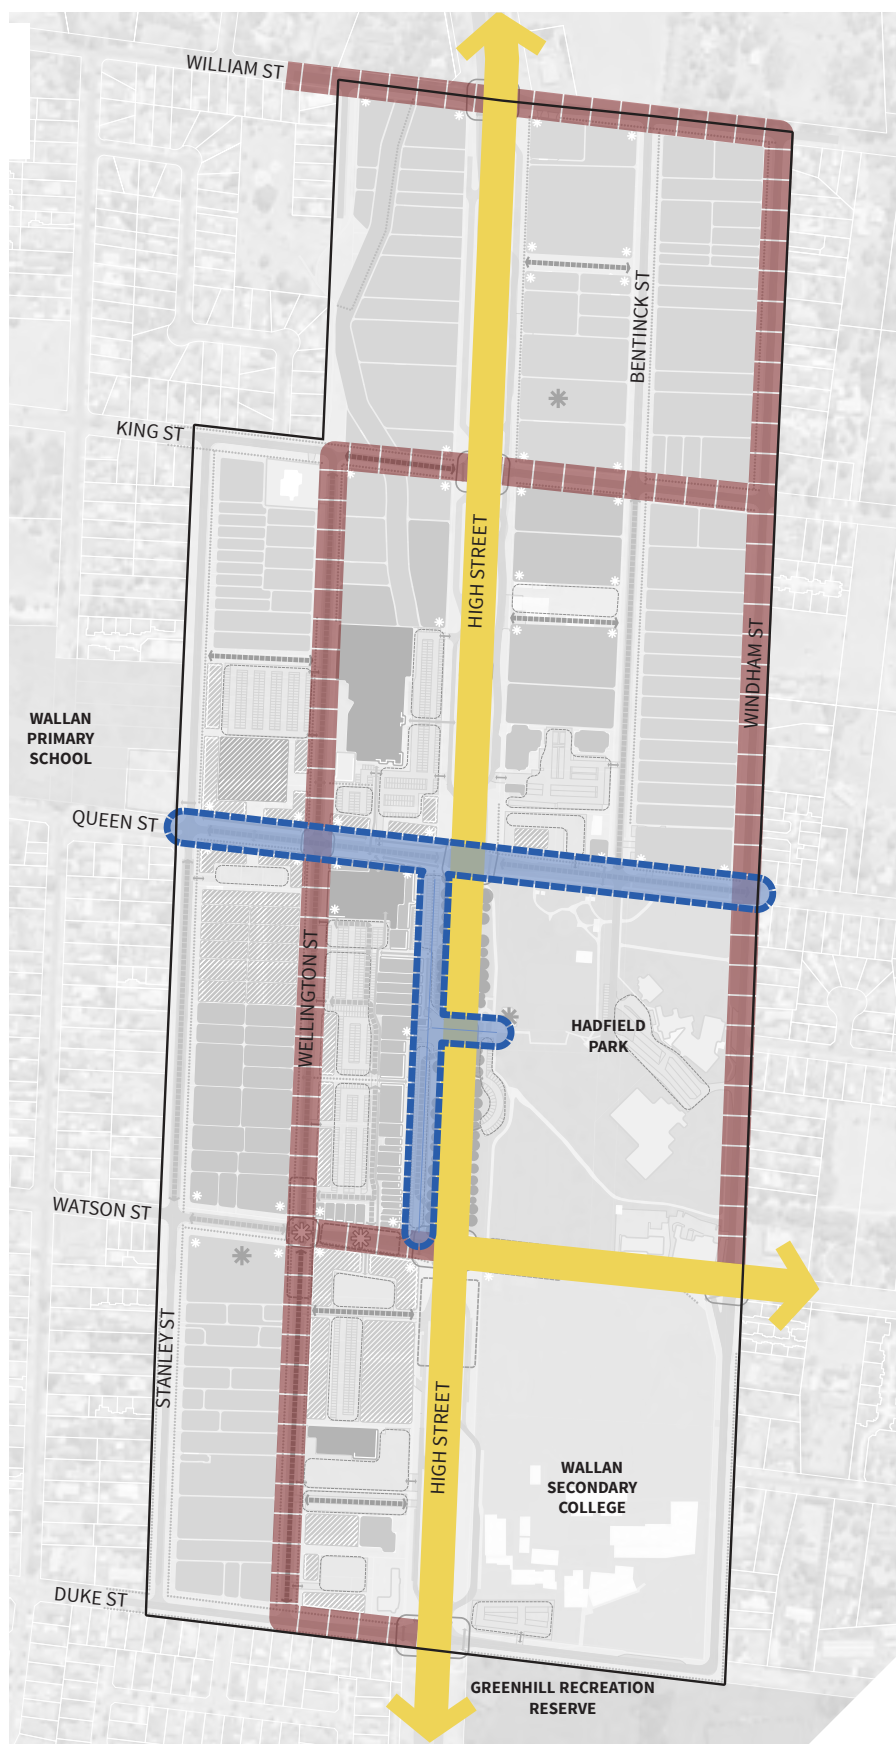 WILLIAM ST
BENTINCK ST
KING ST
HIGH STREET
WINDHAM ST
WALLAN
PRIMARY
SCHOOL
QUEEN ST
WELLINGTON ST
HADFIELD
PARK
WATSON ST
STANLEY ST
HIGH STREET
WALLAN
SECONDARY
COLLEGE
DUKE ST
GREENHILL RECREATION
RESERVE